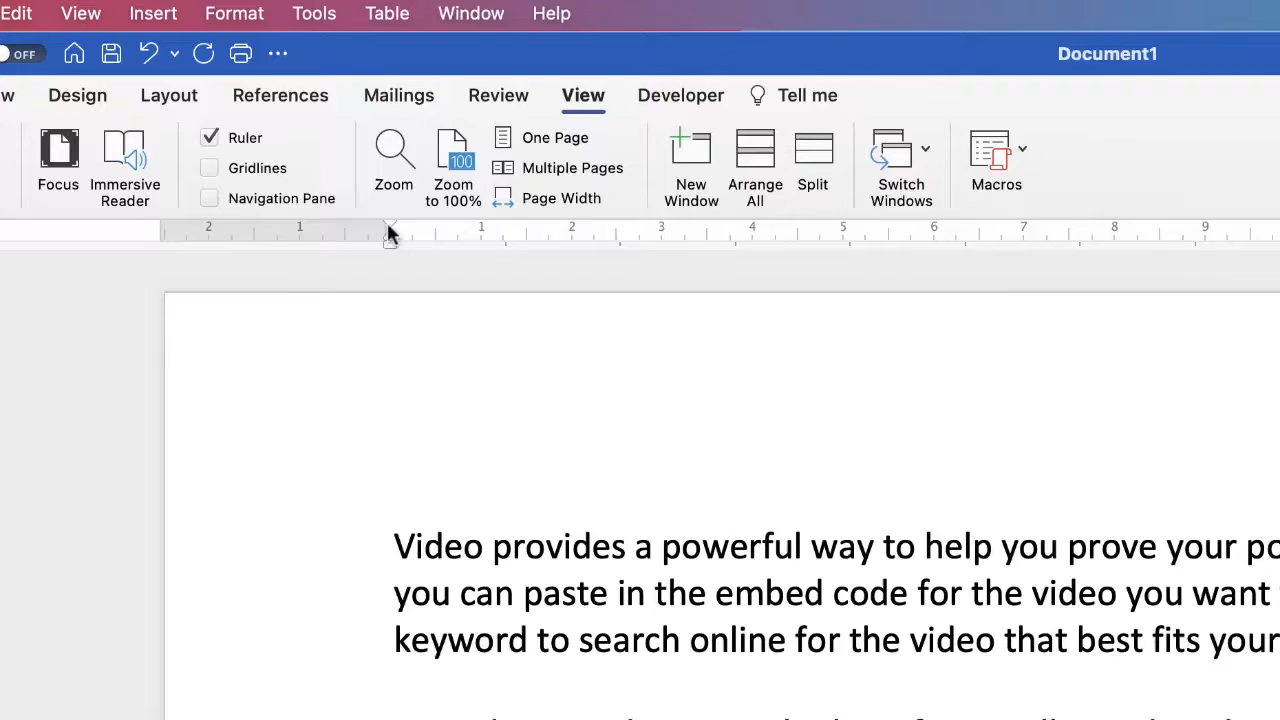 Edit View Insert Format Tools Table Window Help
OFF Document1
w Design Layout References Mailings Review View Developer Tell me
Focus Immersive Reader
Ruler
Gridlines
Navigation Pane
Zoom
100
Zoom to 100%
One Page
Multiple Pages
Page Width
New Window
Arrange All
Split
Switch Windows
Macros
2 1 1 2 3 4 5 6 7 8 9
Video provides a powerful way to help you prove your po
you can paste in the embed code for the video you want
keyword to search online for the video that best fits your